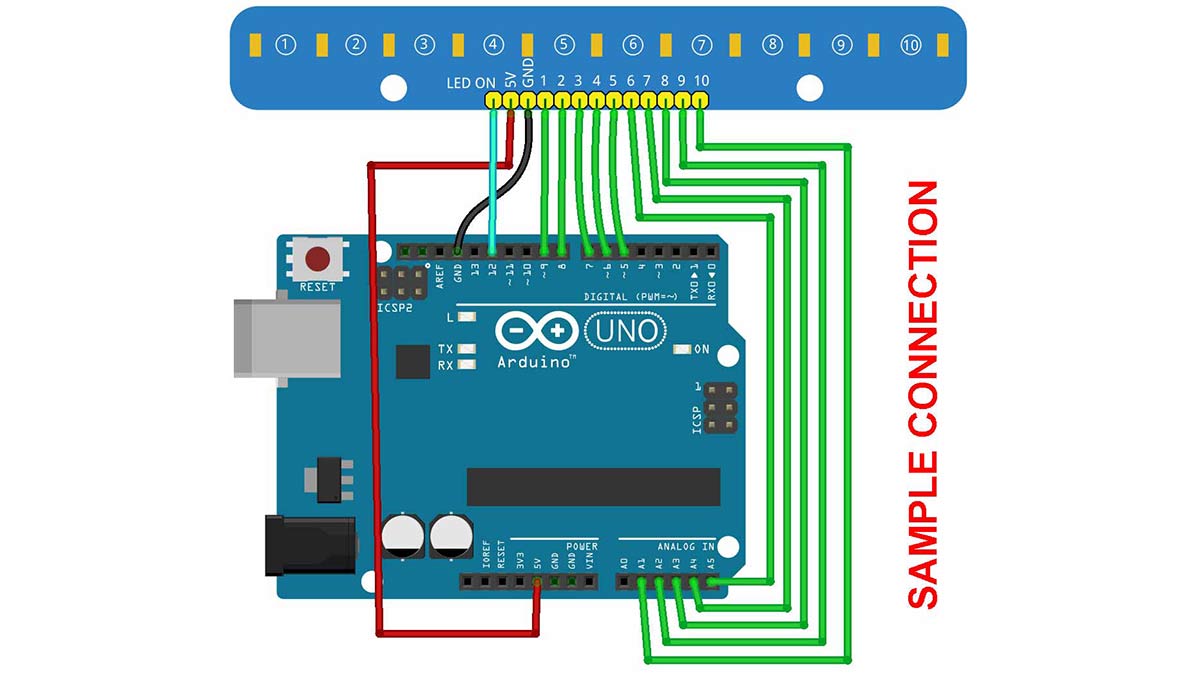 1 2 3 4 5 6 7 8 9 10
LED ON 5V GND 1 2 3 4 5 6 7 8 9 10
RESET
ICSP2
AREF GND 13 12 ~11 ~10 ~9 8 7 ~6 ~5 4 ~3 2 TX0►1 RX0◄0
DIGITAL (PWM=~)
L
TX
RX
UNO
Arduino™
ON
1
ICSP
POWER
ANALOG IN
IOREF RESET 3V3 5V GND GND VIN A0 A1 A2 A3 A4 A5
SAMPLE CONNECTION